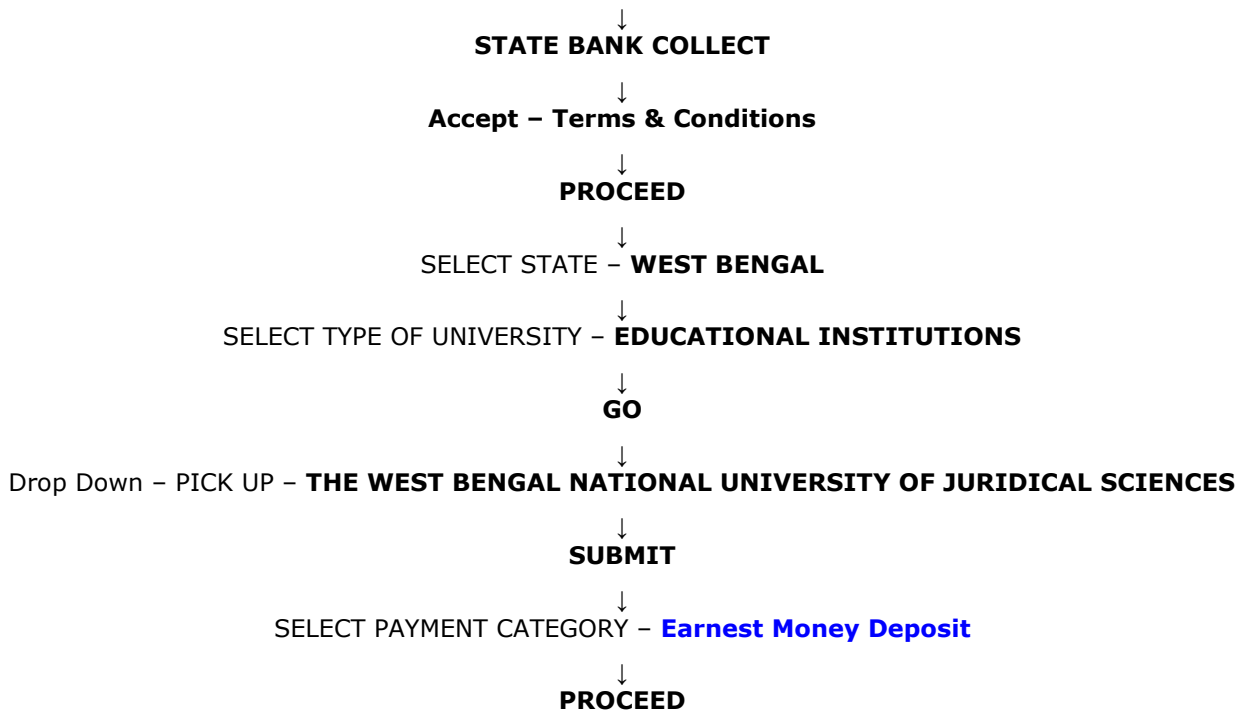 ↓
STATE BANK COLLECT
↓
Accept – Terms & Conditions
↓
PROCEED
↓
SELECT STATE – WEST BENGAL
↓
SELECT TYPE OF UNIVERSITY – EDUCATIONAL INSTITUTIONS
↓
GO
↓
Drop Down – PICK UP – THE WEST BENGAL NATIONAL UNIVERSITY OF JURIDICAL SCIENCES
↓
SUBMIT
↓
SELECT PAYMENT CATEGORY – Earnest Money Deposit
↓
PROCEED